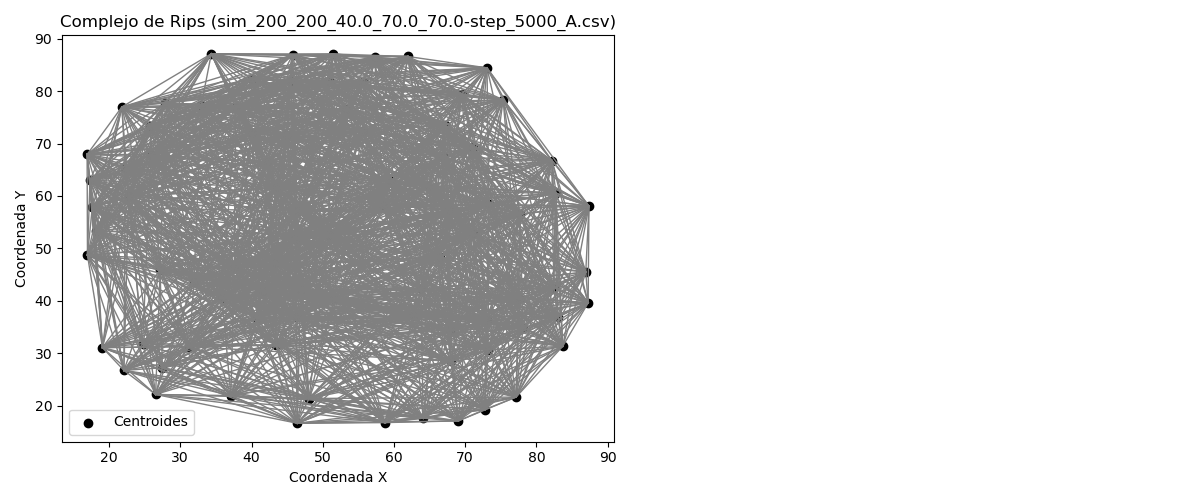 Complejo de Rips (sim_200_200_40.0_70.0_70.0-step_5000_A.csv)
90
80
70
60
50
40
30
20
Coordenada Y
Centroides
20 30 40 50 60 70 80 90
Coordenada X